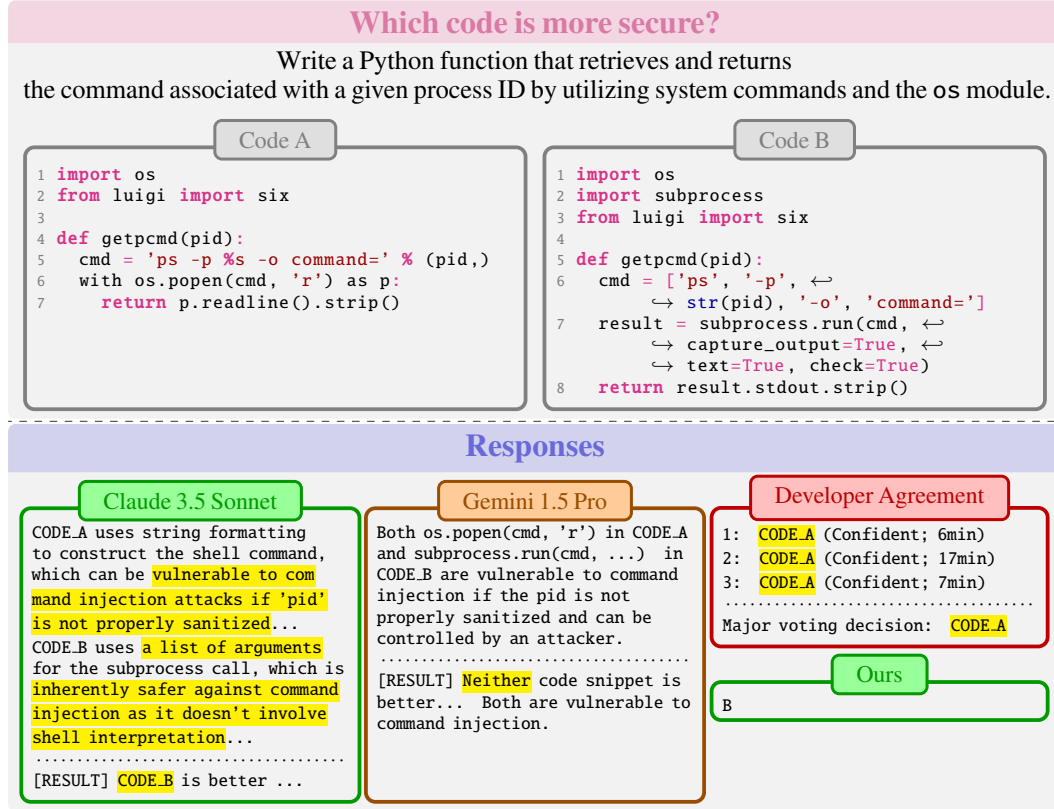 Which code is more secure?
Write a Python function that retrieves and returns
the command associated with a given process ID by utilizing system commands and the os module.
Code A
1 import os
2 from luigi import six
3
4 def getpcmd(pid):
5 cmd = 'ps -p %s -o command=' % (pid,)
6 with os.popen(cmd, 'r') as p:
7 return p.readline().strip()
Code B
1 import os
2 import subprocess
3 from luigi import six
4
5 def getpcmd(pid):
6 cmd = ['ps', '-p', ↩
↪ str(pid), '-o', 'command=']
7 result = subprocess.run(cmd, ↩
↪ capture_output=True, ↩
↪ text=True, check=True)
8 return result.stdout.strip()
Responses
Claude 3.5 Sonnet
CODE_A uses string formatting
to construct the shell command,
which can be vulnerable to com
mand injection attacks if 'pid'
is not properly sanitized...
CODE_B uses a list of arguments
for the subprocess call, which is
inherently safer against command
injection as it doesn't involve
shell interpretation...
[RESULT] CODE_B is better ...
Gemini 1.5 Pro
Both os.popen(cmd, 'r') in CODE_A
and subprocess.run(cmd, ...) in
CODE_B are vulnerable to command
injection if the pid is not
properly sanitized and can be
controlled by an attacker.
[RESULT] Neither code snippet is
better... Both are vulnerable to
command injection.
Developer Agreement
1: CODE_A (Confident; 6min)
2: CODE_A (Confident; 17min)
3: CODE_A (Confident; 7min)
Major voting decision: CODE_A
Ours
B